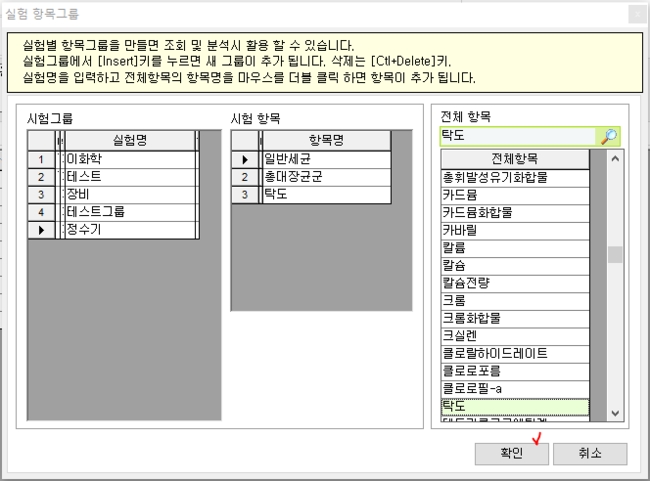 실험 항목그룹
실험별 항목그룹을 만들면 조회 및 분석시 활용 할 수 있습니다.
실험그룹에서 [Insert]키를 누르면 새 그룹이 추가 됩니다. 삭제는 [Ctl+Delete]키.
실험명을 입력하고 전체항목의 항목명을 마우스를 더블 클릭 하면 항목이 추가 됩니다.
시험그룹
실험명
1 이화학
2 테스트
3 장비
4 테스트그룹
정수기
시험 항목
항목명
일반세균
2 총대장균군
3 탁도
전체 항목
탁도
전체항목
총휘발성유기화합물
카드뮴
카드뮴화합물
카바릴
칼륨
칼슘
칼슘전량
크롬
크롬화합물
크실렌
클로랄하이드레이트
클로로포름
클로로필-a
탁도
확인
취소